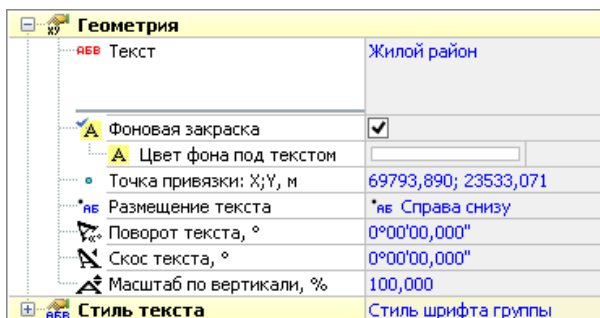 Геометрия
АБВ Текст Жилой район
А Фоновая закраска
А Цвет фона под текстом
Точка привязки: X;Y, м 69793,890; 23533,071
АБ Размещение текста АБ Справа снизу
Поворот текста, ° 0°00'00,000"
Скос текста, ° 0°00'00,000"
Масштаб по вертикали, % 100,000
АБВ Стиль текста Стиль шрифта группы